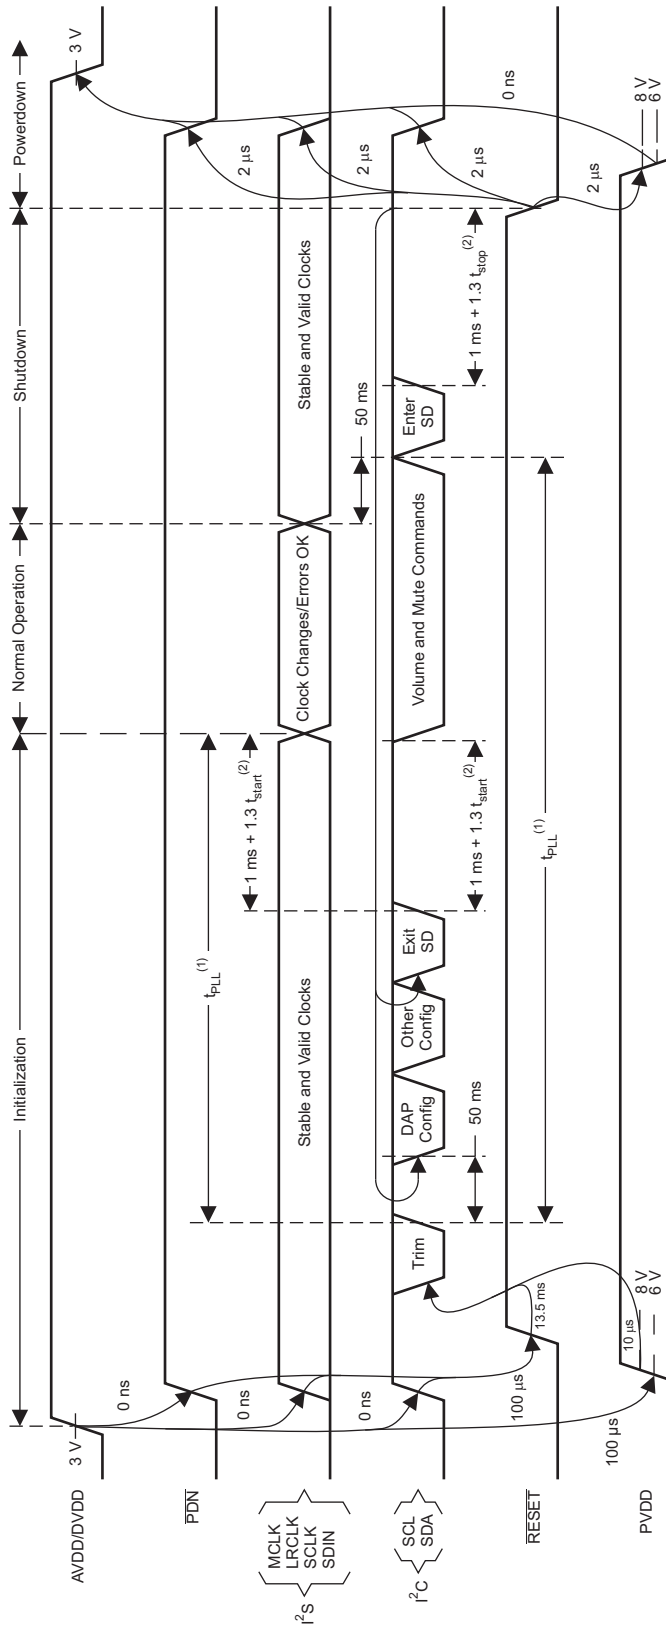 Initialization
Normal Operation
Shutdown
Powerdown
AVDD/DVDD
3 V
3 V
0 ns
PDN
t_PLL^(1)
0 ns
2 µs
1 ms + 1.3 t_start^(2)
I²S
MCLK
LRCLK
SCLK
SDIN
Stable and Valid Clocks
Clock Changes/Errors OK
Stable and Valid Clocks
0 ns
2 µs
50 ms
I²C
SCL
SDA
Trim
DAP
Config
Other
Config
Exit
SD
Volume and Mute Commands
Enter
SD
2 µs
50 ms
1 ms + 1.3 t_start^(2)
1 ms + 1.3 t_stop^(2)
100 µs
0 ns
RESET
13.5 ms
t_PLL^(1)
2 µs
100 µs
10 µs
PVDD
8 V
6 V
8 V
6 V